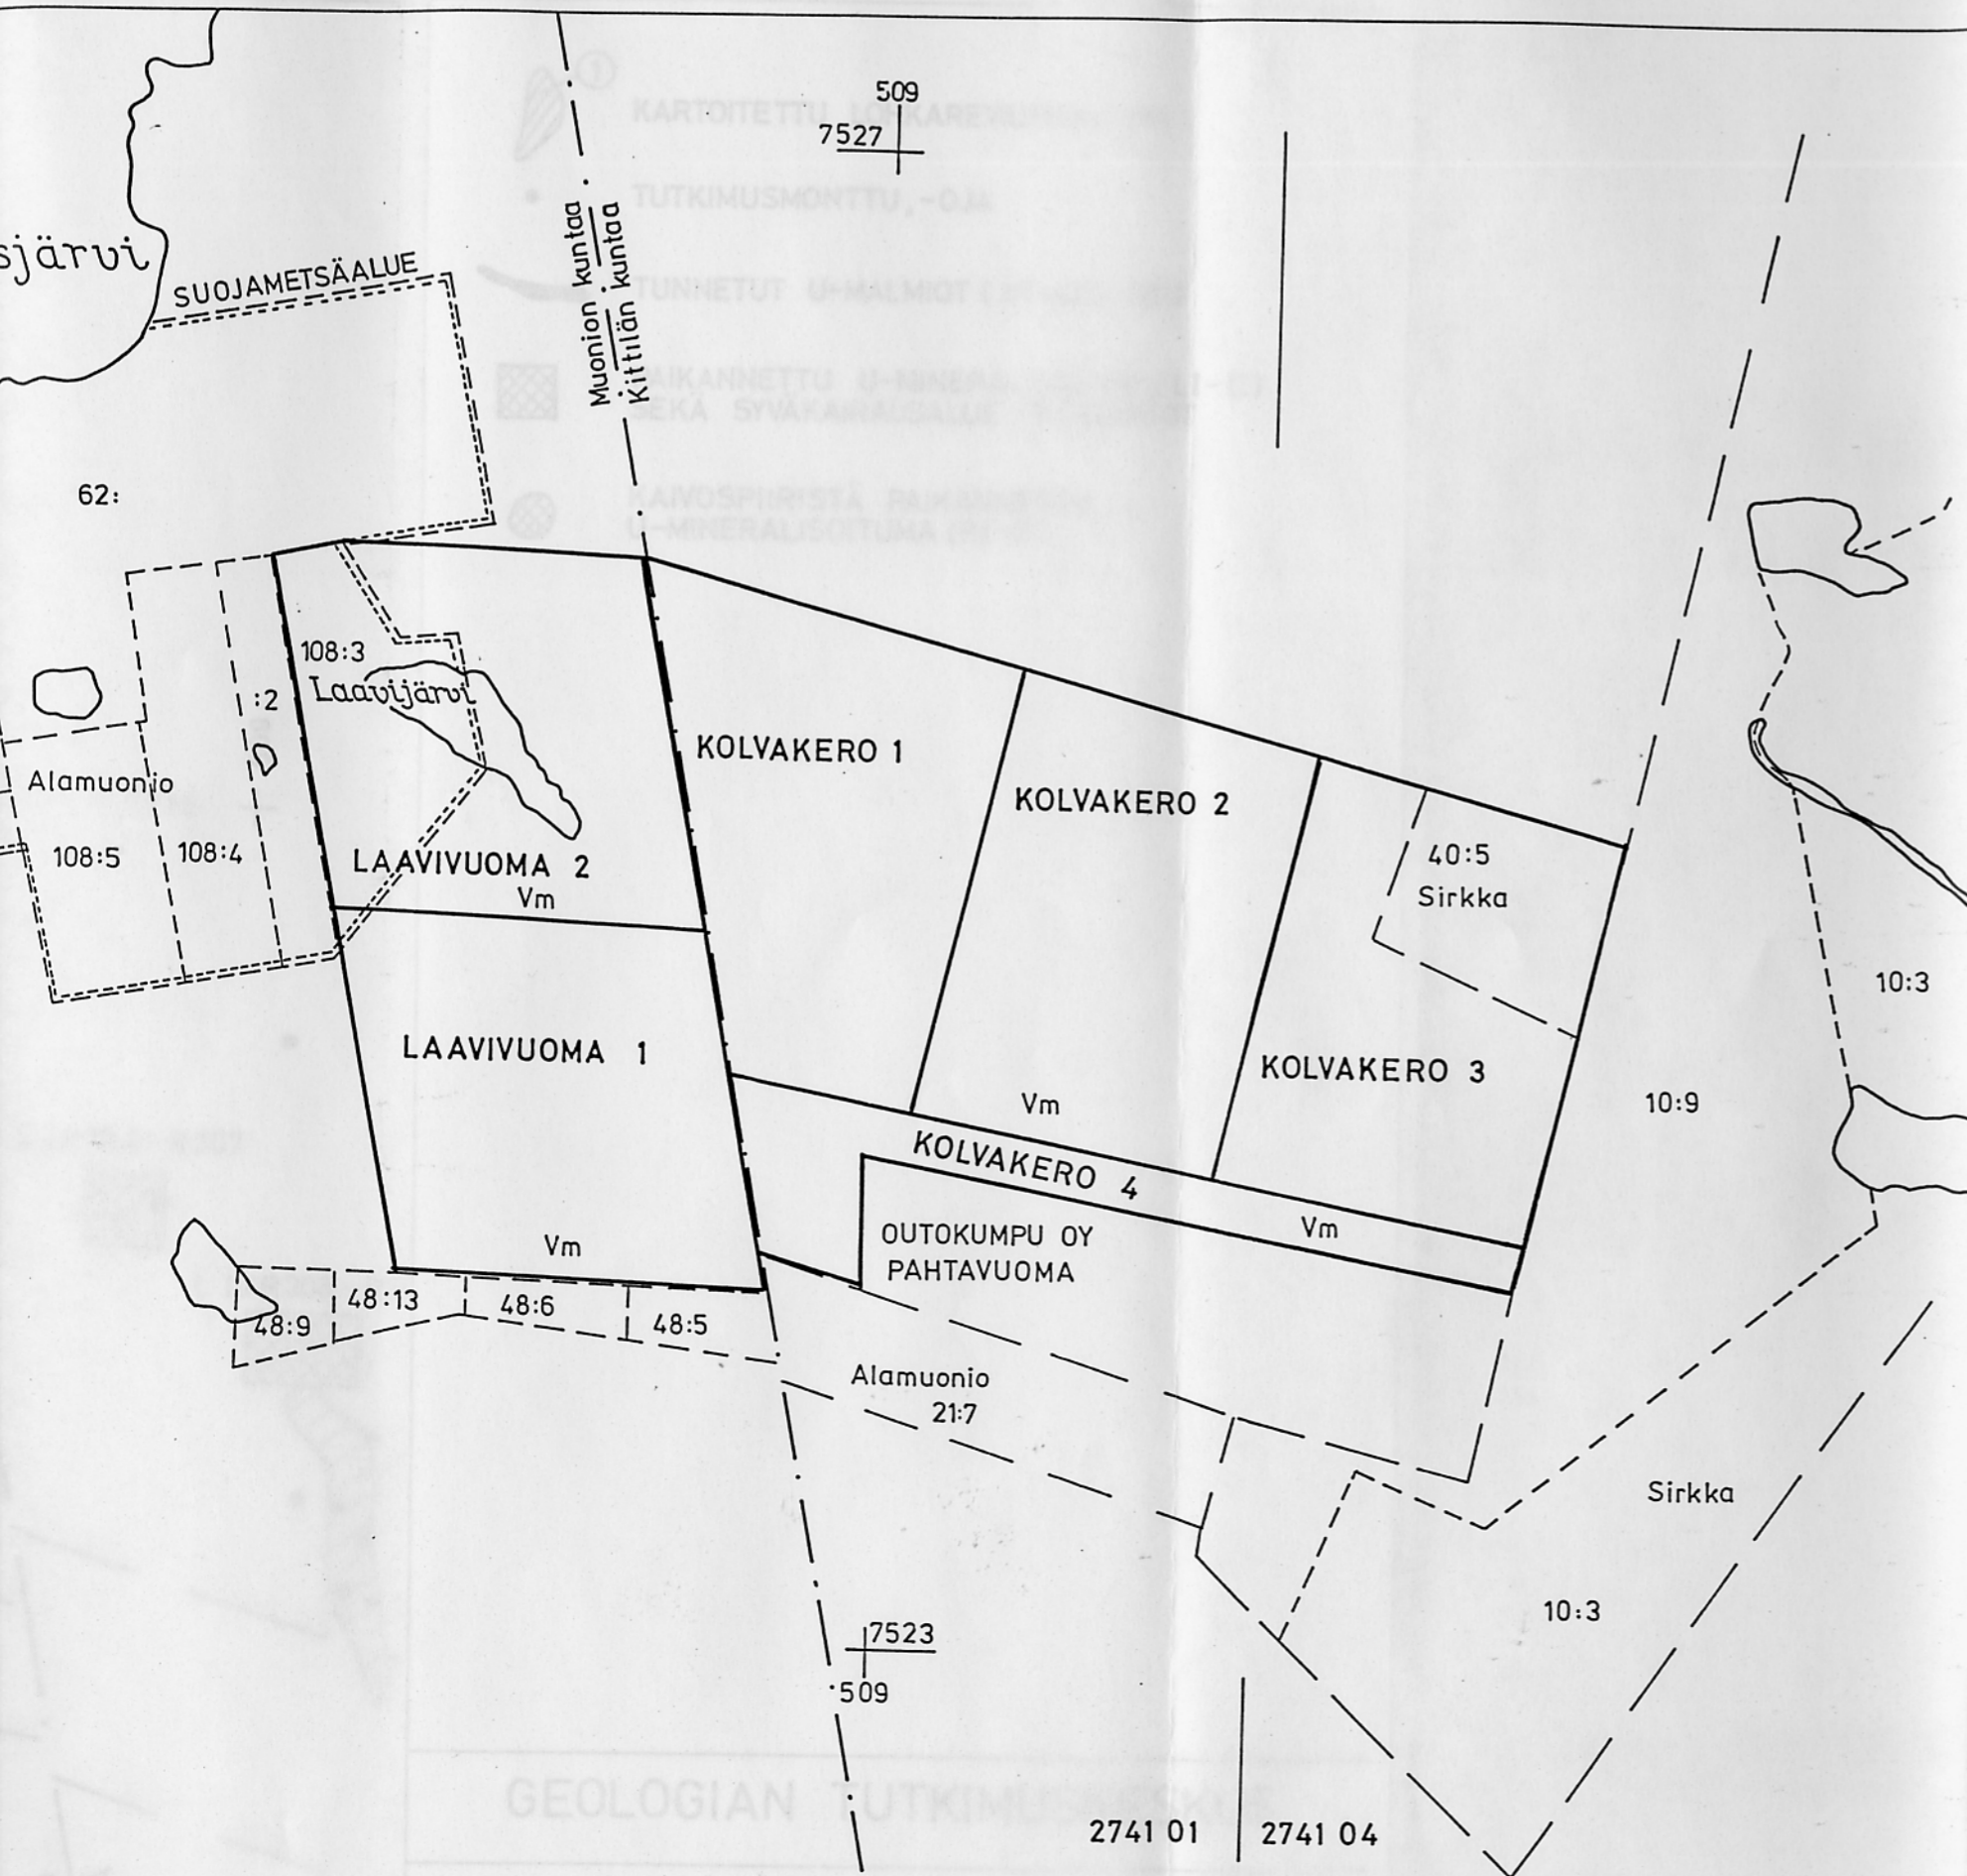 509
7527
sjärvi
SUOJAMETSÄALUE
Muonion kuntaa
Kittilän kuntaa
KARTOITETTU
TUTKIMUSMONTTU,-OJA
TUNNETUT U-MALMIOT
SEKÄ
U-MINERALISOITUMA
62:
108:3
Laavijärvi
:2
Alamuonio
108:5
108:4
LAAVIVUOMA 2
Vm
KOLVAKERO 1
KOLVAKERO 2
40:5
Sirkka
10:3
LAAVIVUOMA 1
KOLVAKERO 3
10:9
Vm
KOLVAKERO 4
Vm
OUTOKUMPU OY
PAHTAVUOMA
Vm
48:9
48:13
48:6
48:5
Alamuonio
21:7
Sirkka
10:3
7523
509
GEOLOGIAN
2741 01
2741 04